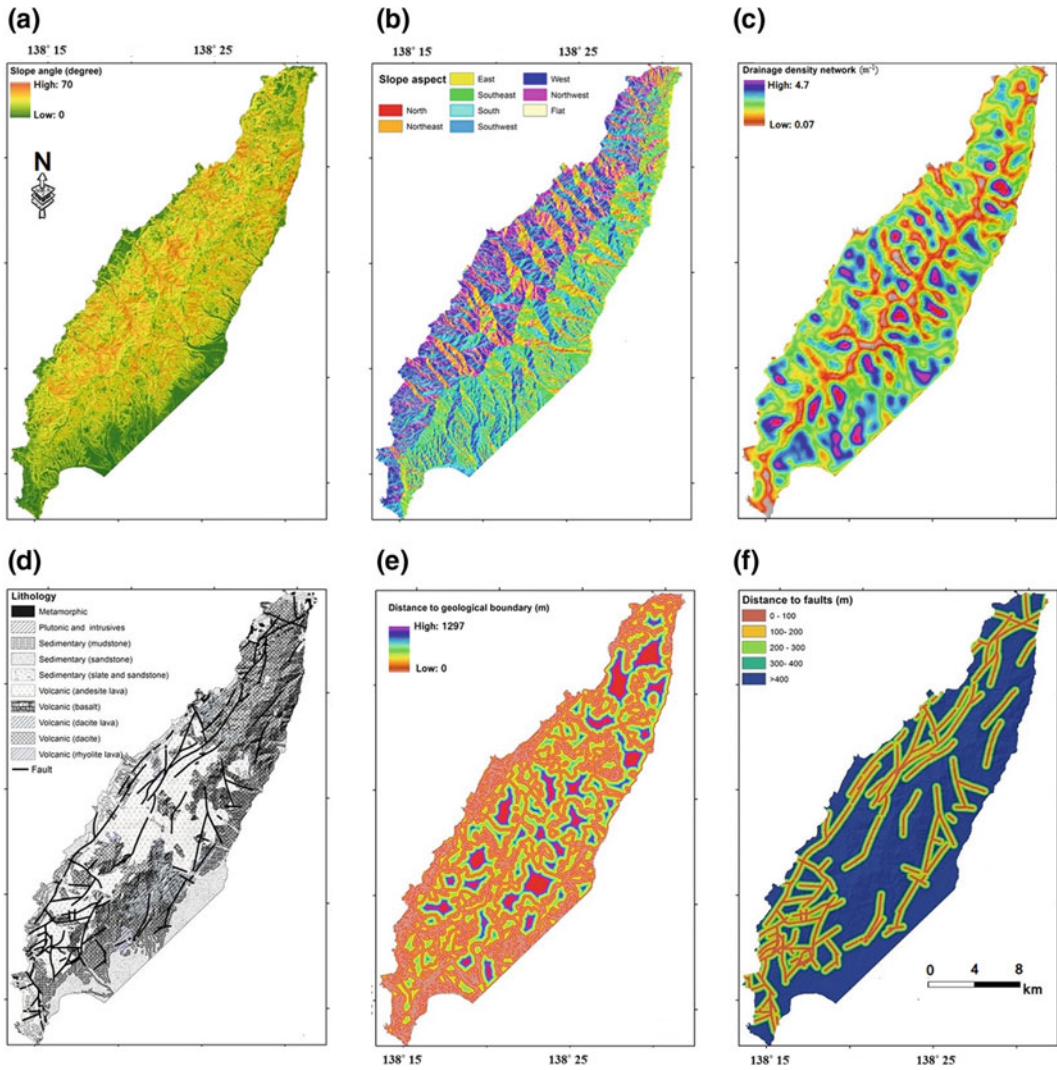 (a)
138° 15
138° 25
Slope angle (degree)
High: 70
Low: 0
N
(b)
138° 15
138° 25
Slope aspect
North
Northeast
East
Southeast
South
Southwest
West
Northwest
Flat
(c)
Drainage density network (m⁻¹)
High: 4.7
Low: 0.07
(d)
Lithology
Metamorphic
Plutonic and intrusives
Sedimentary (mudstone)
Sedimentary (sandstone)
Sedimentary (slate and sandstone)
Volcanic (andesite lava)
Volcanic (basalt)
Volcanic (dacite lava)
Volcanic (dacite)
Volcanic (rhyolite lava)
Fault
(e)
Distance to geological boundary (m)
High: 1297
Low: 0
138° 15
138° 25
(f)
Distance to faults (m)
0 - 100
100- 200
200 - 300
300- 400
>400
0 4 8
km
138° 15
138° 25